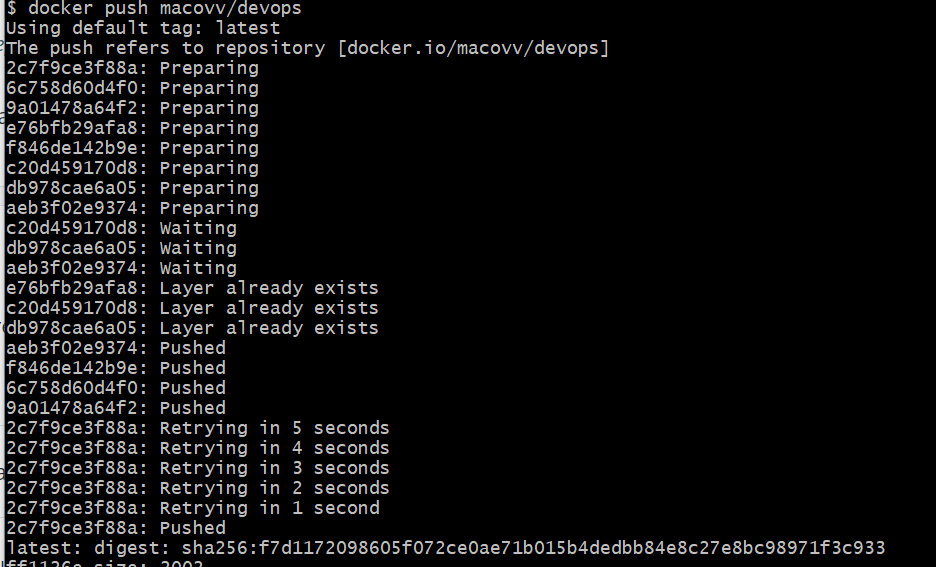 $ docker push macovv/devops
Using default tag: latest
The push refers to repository [docker.io/macovv/devops]
2c7f9ce3f88a: Preparing
6c758d60d4f0: Preparing
9a01478a64f2: Preparing
e76bfb29afa8: Preparing
f846de142b9e: Preparing
c20d459170d8: Preparing
db978cae6a05: Preparing
aeb3f02e9374: Preparing
c20d459170d8: Waiting
db978cae6a05: Waiting
aeb3f02e9374: Waiting
e76bfb29afa8: Layer already exists
c20d459170d8: Layer already exists
db978cae6a05: Layer already exists
aeb3f02e9374: Pushed
f846de142b9e: Pushed
6c758d60d4f0: Pushed
9a01478a64f2: Pushed
2c7f9ce3f88a: Retrying in 5 seconds
2c7f9ce3f88a: Retrying in 4 seconds
2c7f9ce3f88a: Retrying in 3 seconds
2c7f9ce3f88a: Retrying in 2 seconds
2c7f9ce3f88a: Retrying in 1 second
2c7f9ce3f88a: Pushed
latest: digest: sha256:f7d1172098605f072ce0ae71b015b4dedbb84e8c27e8bc98971f3c933
size: